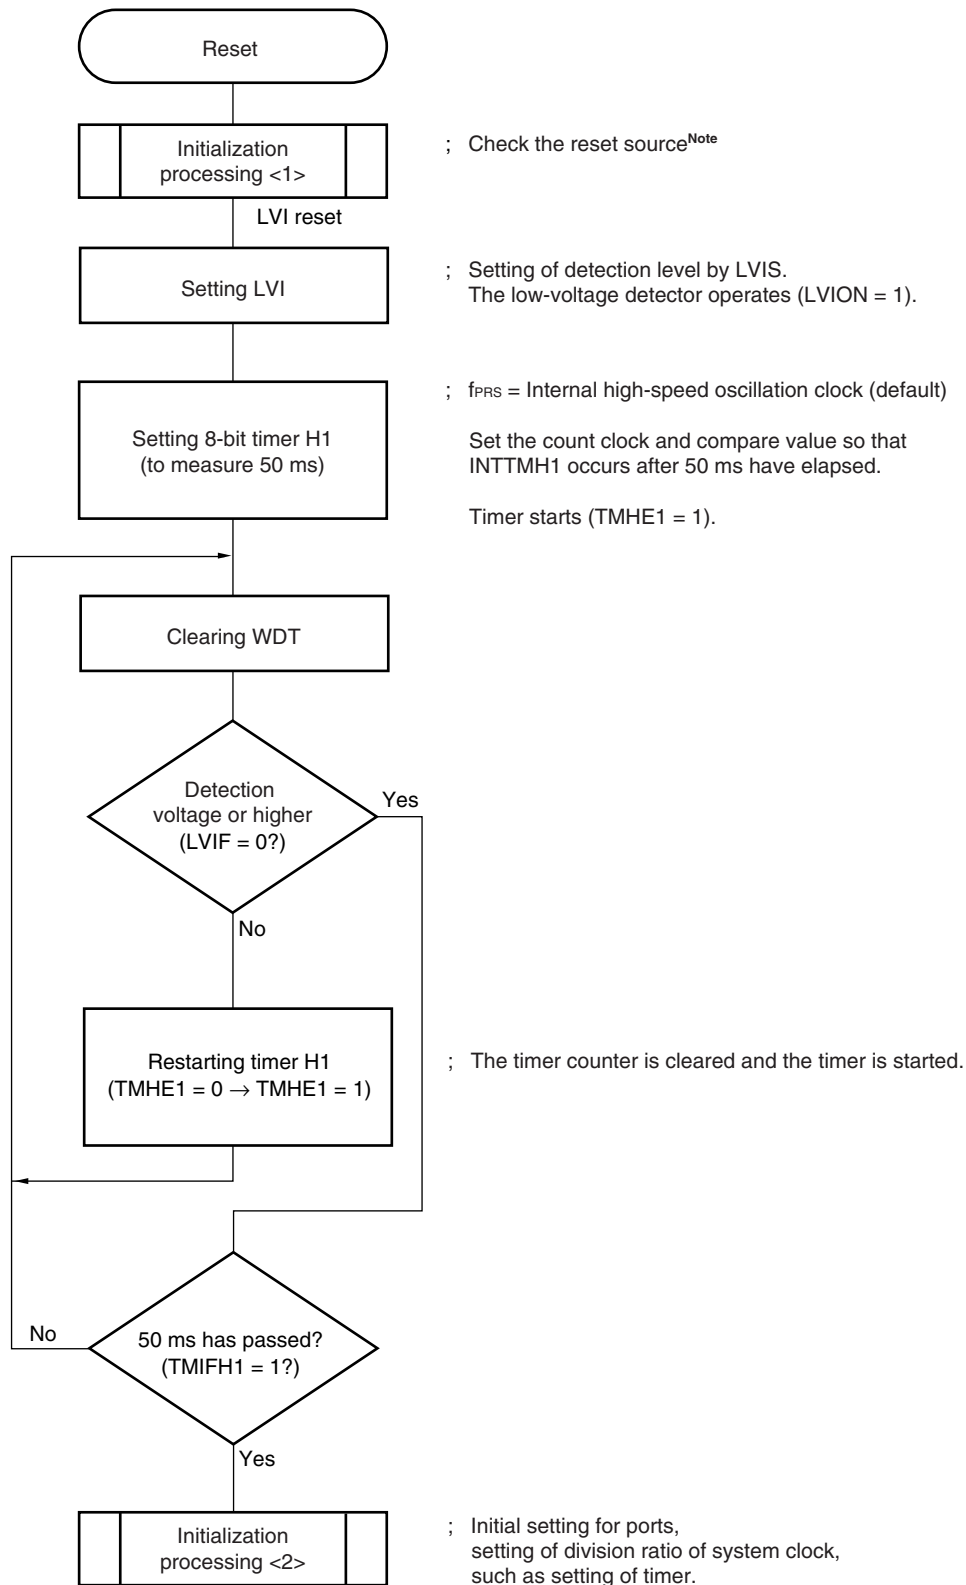 Reset
Initialization
processing <1>
; Check the reset sourceNote
LVI reset
Setting LVI
; Setting of detection level by LVIS.
The low-voltage detector operates (LVION = 1).
Setting 8-bit timer H1
(to measure 50 ms)
; fPRS = Internal high-speed oscillation clock (default)
Set the count clock and compare value so that
INTTMH1 occurs after 50 ms have elapsed.
Timer starts (TMHE1 = 1).
Clearing WDT
Detection
voltage or higher
(LVIF = 0?)
Yes
No
Restarting timer H1
(TMHE1 = 0 → TMHE1 = 1)
; The timer counter is cleared and the timer is started.
No
50 ms has passed?
(TMIFH1 = 1?)
Yes
Initialization
processing <2>
; Initial setting for ports,
setting of division ratio of system clock,
such as setting of timer.